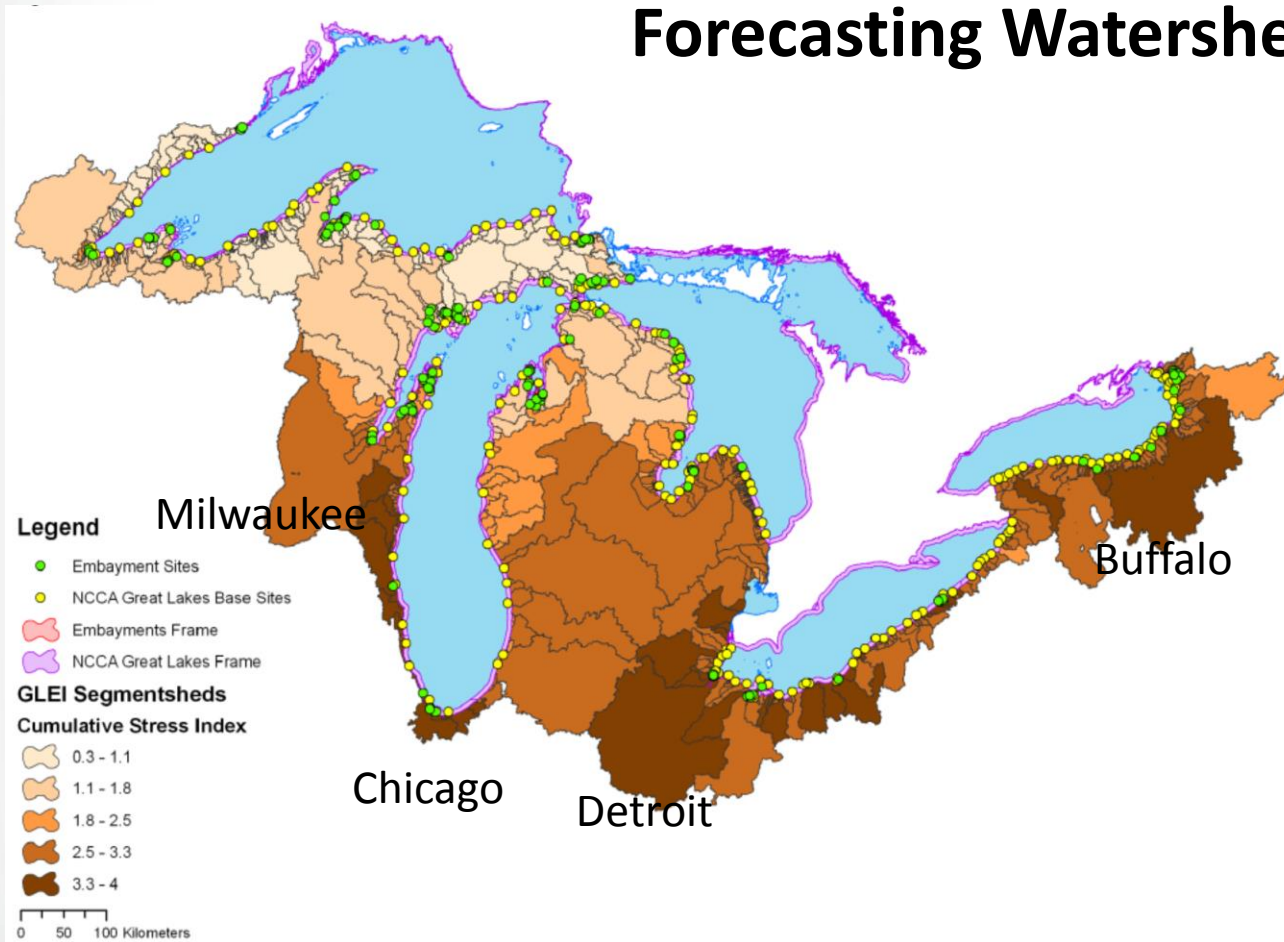 Forecasting Watershe
Milwaukee
Buffalo
Chicago
Detroit
Legend
Embayment Sites
NCCA Great Lakes Base Sites
Embayments Frame
NCCA Great Lakes Frame
GLEI Segmentsheds
Cumulative Stress Index
0.3 - 1.1
1.1 - 1.8
1.8 - 2.5
2.5 - 3.3
3.3 - 4
0 50 100 Kilometers